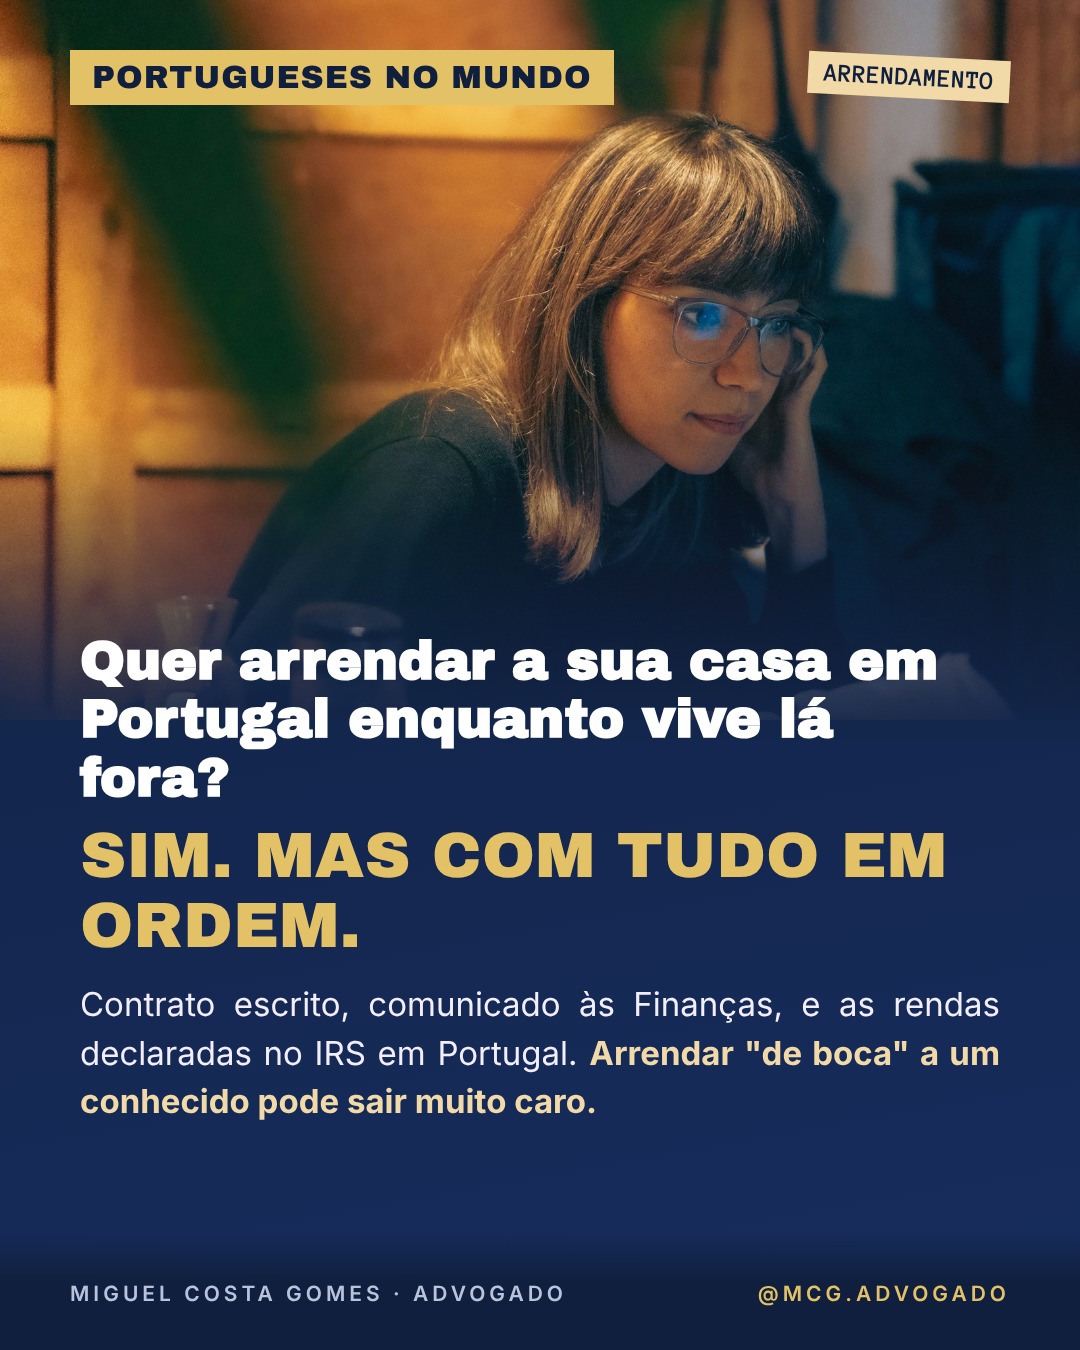 PORTUGUESES NO MUNDO
ARRENDAMENTO
Quer arrendar a sua casa em
Portugal enquanto vive lá
fora?
SIM. MAS COM TUDO EM
ORDEM.
Contrato escrito, comunicado às Finanças, e as rendas
declaradas no IRS em Portugal. Arrendar "de boca" a um
conhecido pode sair muito caro.
MIGUEL COSTA GOMES · ADVOGADO
@MCG.ADVOGADO